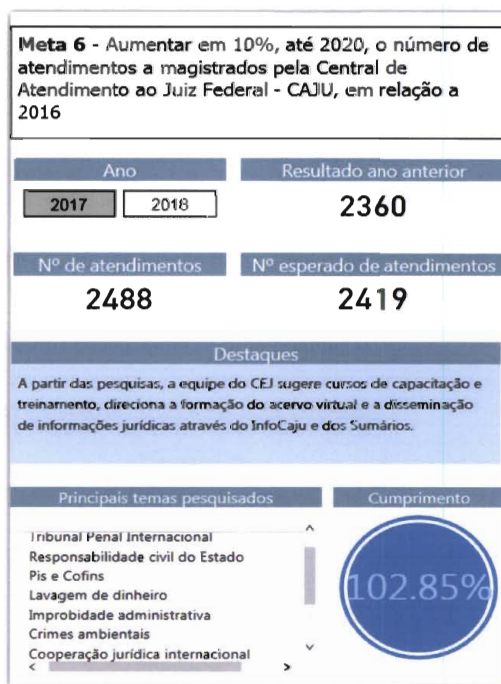 Meta 6 - Aumentar em 10%, até 2020, o número de
atendimentos a magistrados pela Central de
Atendimento ao Juiz Federal - CAJU, em relação a
2016
Ano
Resultado ano anterior
2017
2018
2360
Nº de atendimentos
Nº esperado de atendimentos
2488
2419
Destaques
A partir das pesquisas, a equipe do CEJ sugere cursos de capacitação e
treinamento, direciona a formação do acervo virtual e a disseminação
de informações jurídicas através do InfoCaju e dos Sumários.
Principais temas pesquisados
Cumprimento
Tribunal Penal Internacional
Responsabilidade civil do Estado
Pis e Cofins
Lavagem de dinheiro
Improbidade administrativa
Crimes ambientais
Cooperação jurídica internacional
102.85%